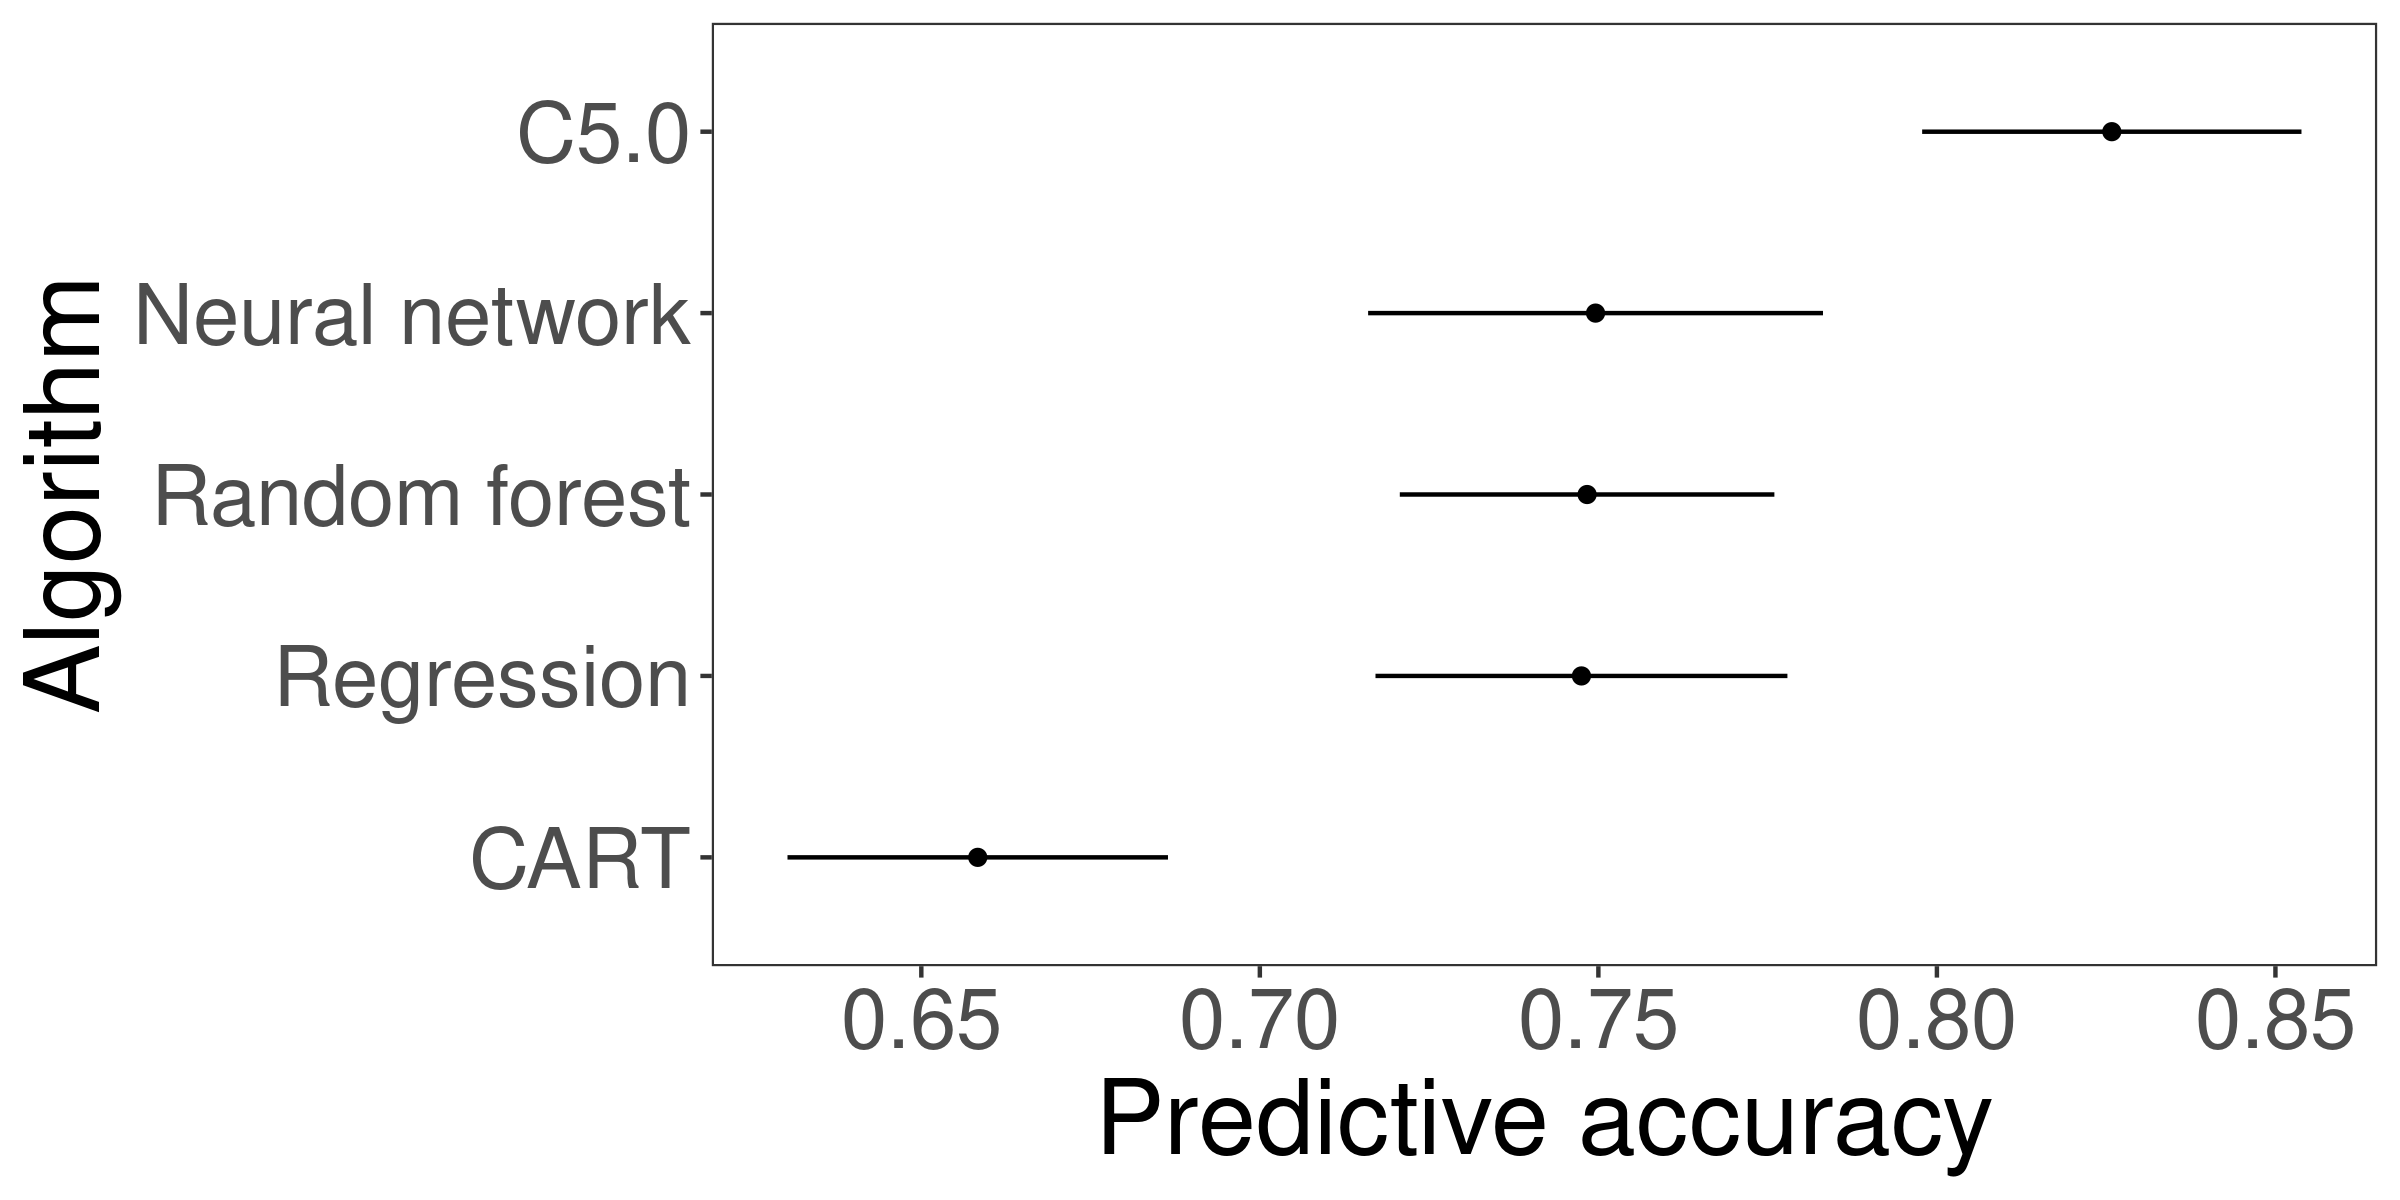 Algorithm
C5.0
Neural network
Random forest
Regression
CART
0.65 0.70 0.75 0.80 0.85
Predictive accuracy